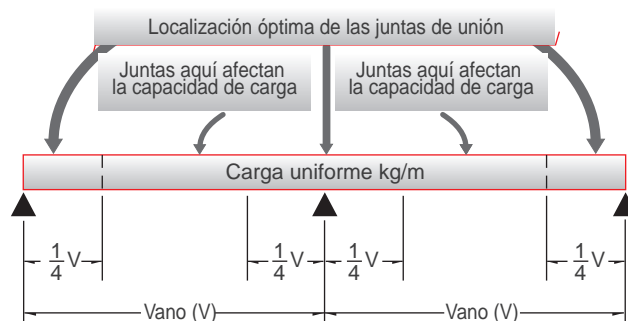 Localización óptima de las juntas de unión
Juntas aquí afectan
la capacidad de carga
Juntas aquí afectan
la capacidad de carga
Carga uniforme kg/m
1/4 V
1/4 V
1/4 V
1/4 V
Vano (V)
Vano (V)